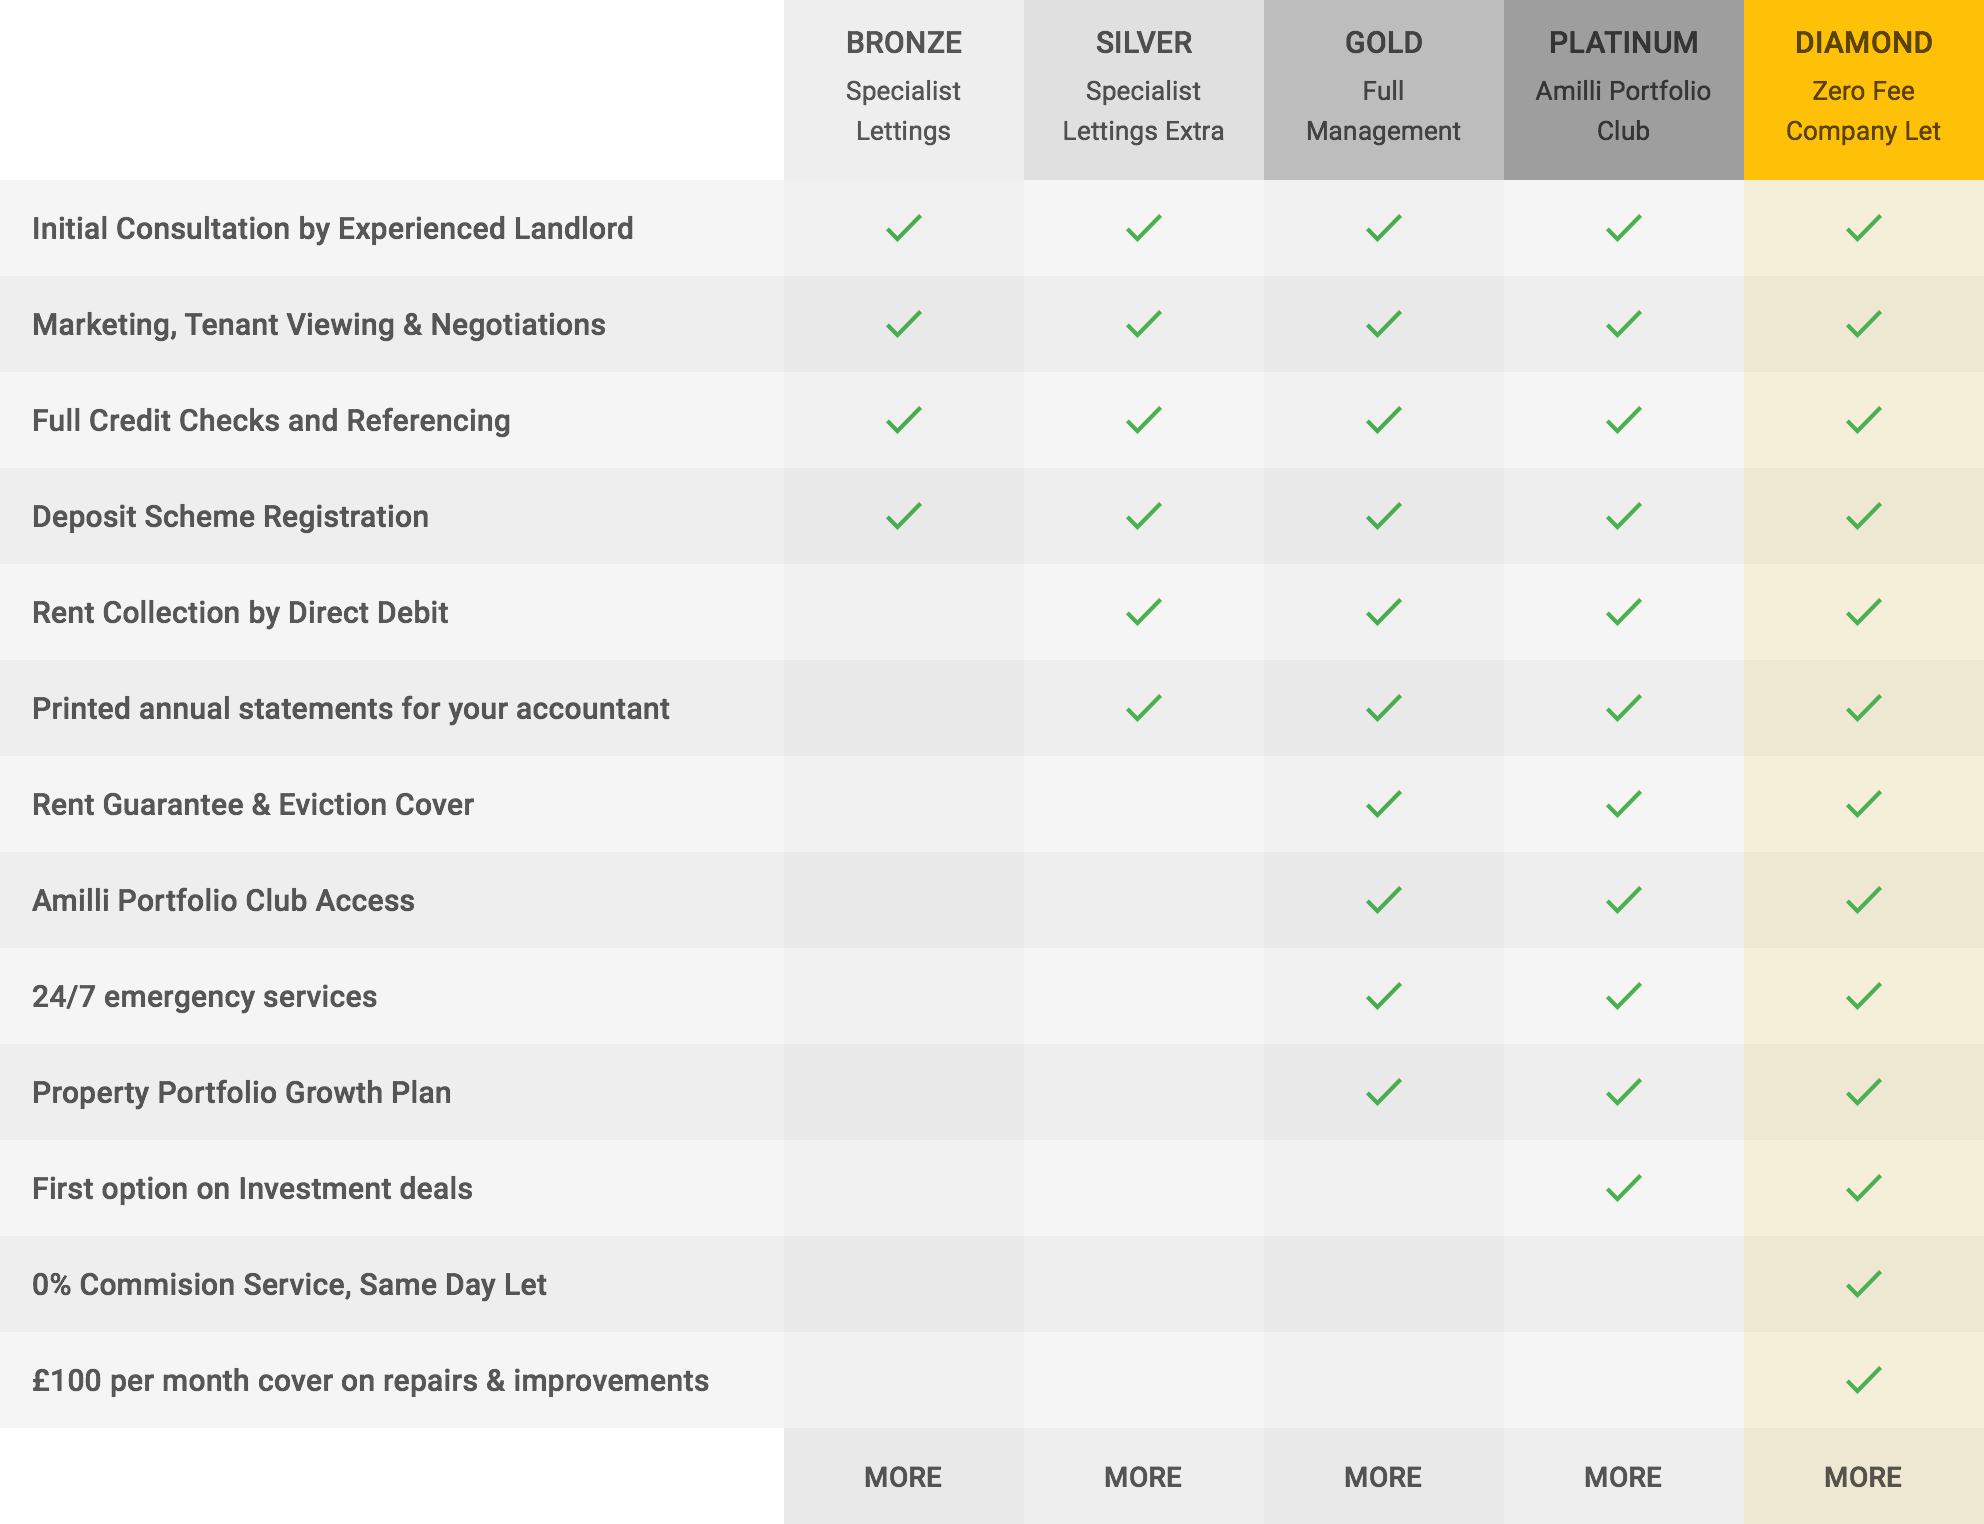 BRONZE
Specialist
Lettings
SILVER
Specialist
Lettings Extra
GOLD
Full
Management
PLATINUM
Amilli Portfolio
Club
DIAMOND
Zero Fee
Company Let
Initial Consultation by Experienced Landlord
Marketing, Tenant Viewing & Negotiations
Full Credit Checks and Referencing
Deposit Scheme Registration
Rent Collection by Direct Debit
Printed annual statements for your accountant
Rent Guarantee & Eviction Cover
Amilli Portfolio Club Access
24/7 emergency services
Property Portfolio Growth Plan
First option on Investment deals
0% Commision Service, Same Day Let
£100 per month cover on repairs & improvements
MORE
MORE
MORE
MORE
MORE